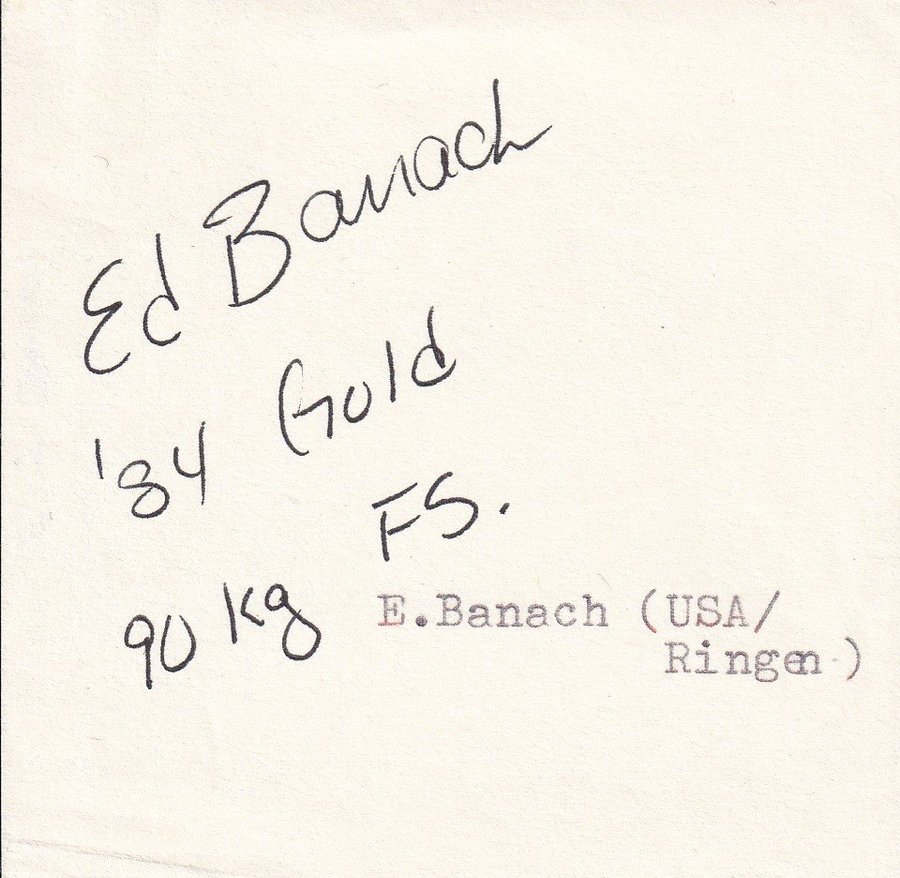 Ed Banach
'84 Gold
FS.
90 kg
E.Banach (USA/
Ringen)